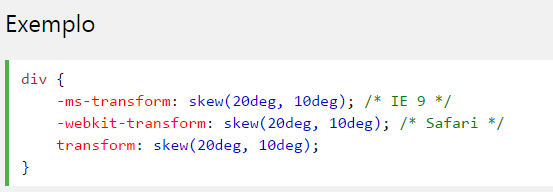 Exemplo
div {
    -ms-transform: skew(20deg, 10deg); /* IE 9 */
    -webkit-transform: skew(20deg, 10deg); /* Safari */
    transform: skew(20deg, 10deg);
}